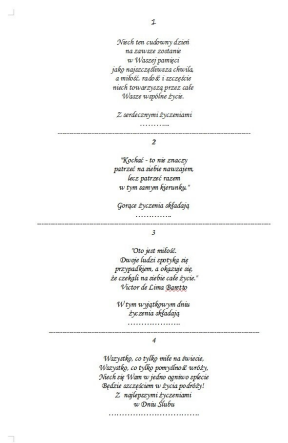 1
Niech ten cudowny dzień
na zawsze zostanie
w Waszej pamięci
jako najszczęśliwsza chwila,
a miłość, radość i szczęście
niech towarzyszą przez całe
Wasze wspólne życie.
Z serdecznymi życzeniami
............
2
"Kochać - to nie znaczy
patrzeć na siebie nawzajem,
lecz patrzeć razem
w tym samym kierunku."
Gorące życzenia składają
..............
3
"Oto jest miłość.
Dwoje ludzi spotyka się
przypadkiem, a okazuje się,
że czekali na siebie całe życie."
Victor de Lima Baretto
W tym wyjątkowym dniu
życzenia składają
....................
4
Wszystko, co tylko miłe na świecie,
Wszystko, co tylko pomyślność wróży,
Niech się Wam w jedno ogniwo splecie
Będzie szczęściem w życia podróży!
Z najlepszymi życzeniami
w Dniu Ślubu
..................................